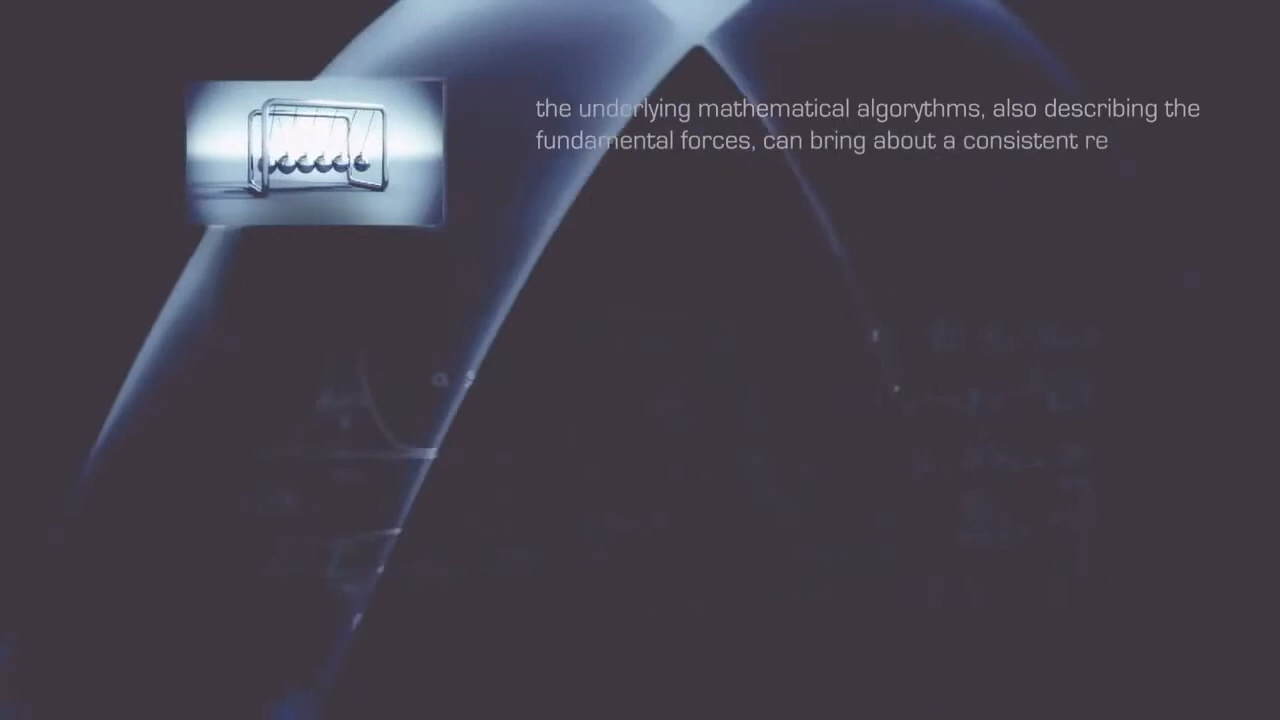 the underlying mathematical algorythms, also describing the
fundamental forces, can bring about a consistent re